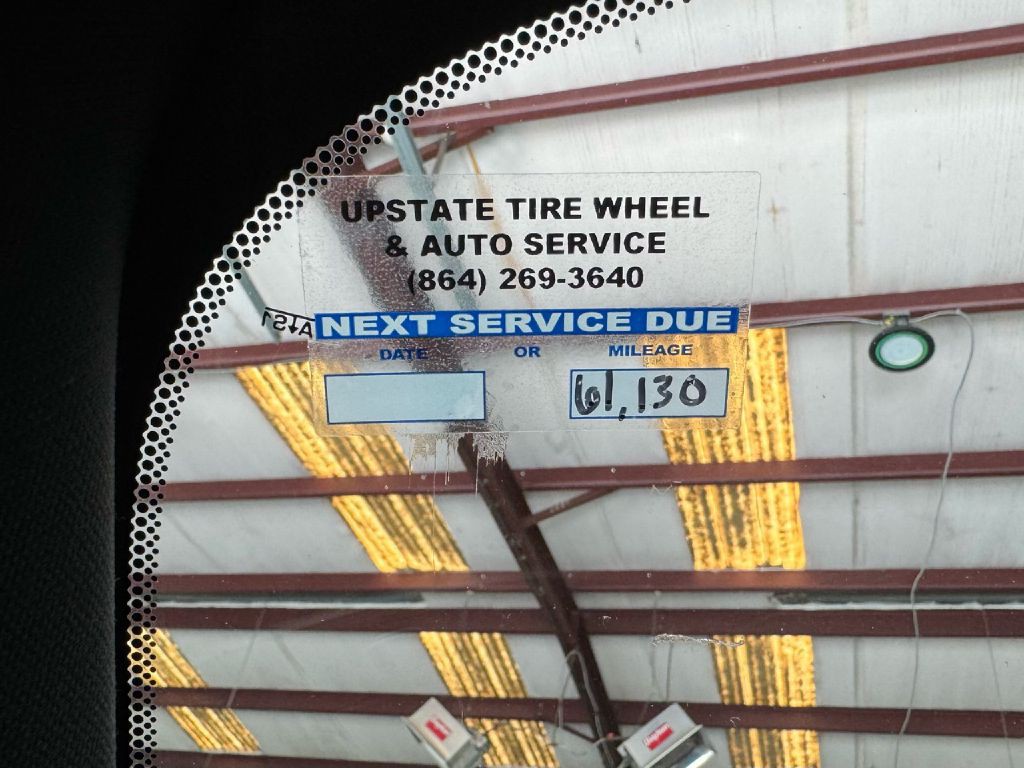 UPSTATE TIRE WHEEL
& AUTO SERVICE
(864) 269-3640
NEXT SERVICE DUE
DATE OR MILEAGE
61,130